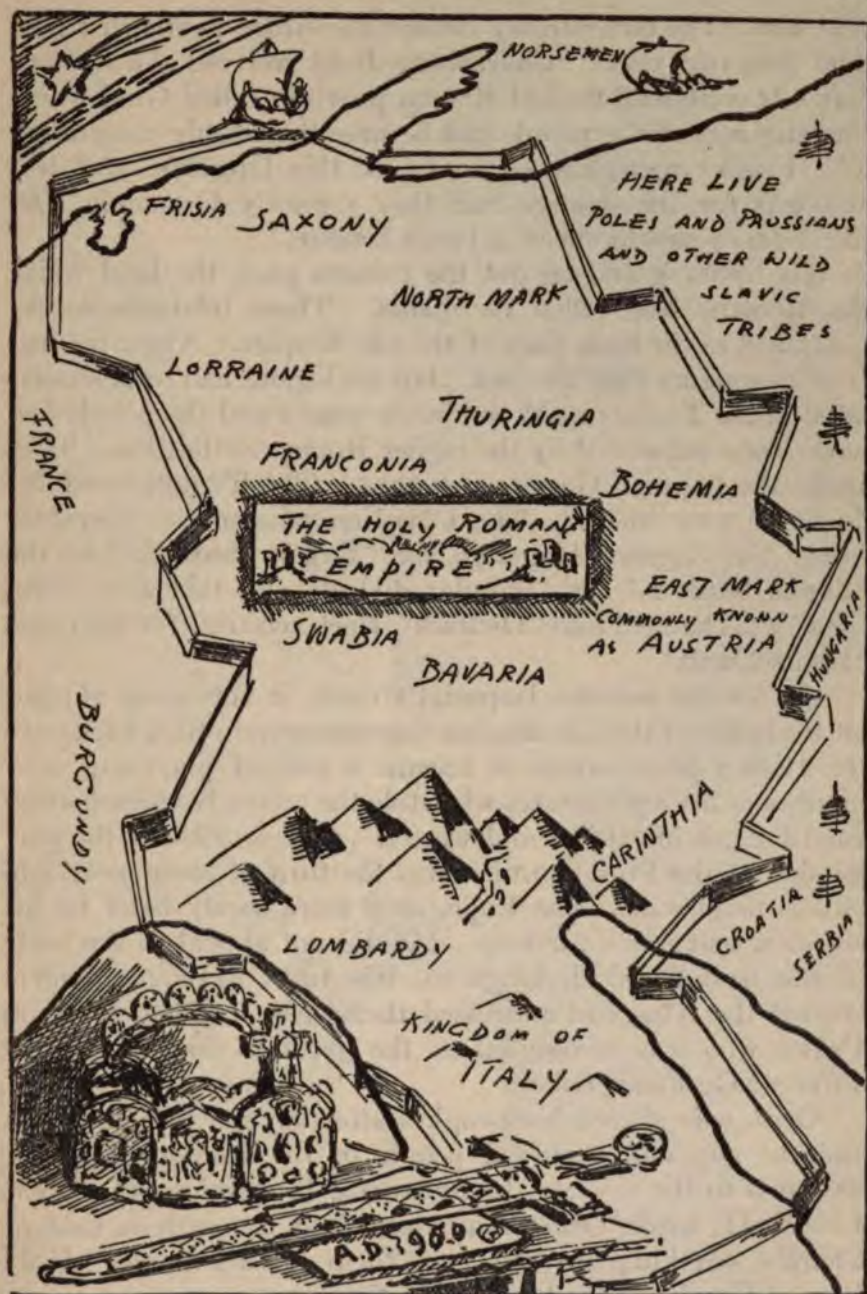 NORSEMEN
HERE LIVE
POLES AND PRUSSIANS
AND OTHER WILD
SLAVIC
TRIBES
FRISIA
SAXONY
NORTH MARK
LORRAINE
THURINGIA
FRANCE
FRANCONIA
BOHEMIA
THE HOLY ROMAN
EMPIRE
EAST MARK
COMMONLY KNOWN
AS AUSTRIA
HUNGARIA
SWABIA
BAVARIA
BURGUNDY
CARINTHIA
CROATIA
SERBIA
LOMBARDY
KINGDOM OF
ITALY
A.D. 900